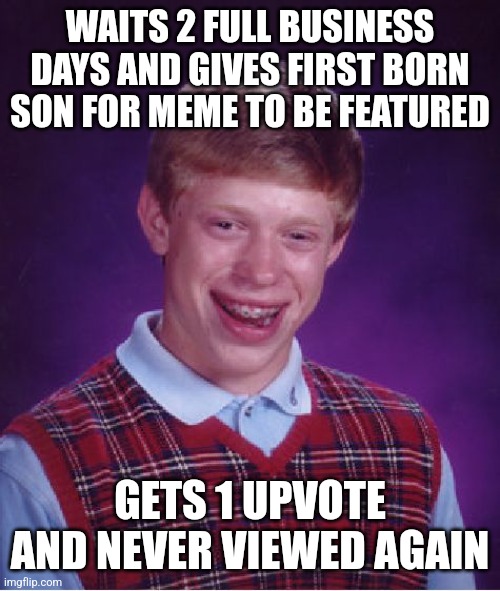 WAITS 2 FULL BUSINESS
DAYS AND GIVES FIRST BORN
SON FOR MEME TO BE FEATURED
GETS 1 UPVOTE
AND NEVER VIEWED AGAIN
imgflip.com